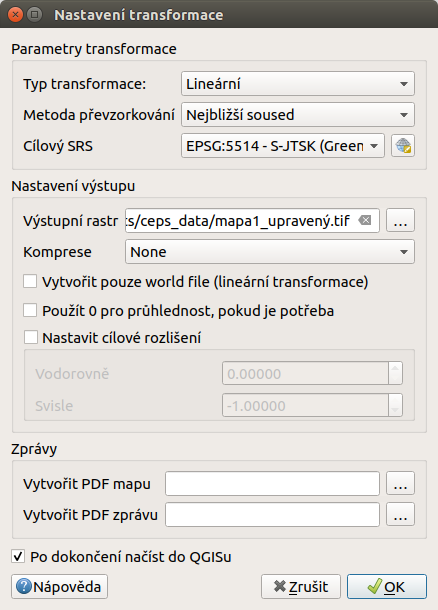 Nastavení transformace
Parametry transformace
Typ transformace: Lineární
Metoda převzorkování Nejbližší soused
Cílový SRS EPSG:5514 - S-JTSK (Green
Nastavení výstupu
Výstupní rastr ts/ceps_data/mapa1_upravený.tif ...
Komprese None
Vytvořit pouze world file (lineární transformace)
Použít 0 pro průhlednost, pokud je potřeba
Nastavit cílové rozlišení
Vodorovně 0.00000
Svisle -1.00000
Zprávy
Vytvořit PDF mapu ...
Vytvořit PDF zprávu ...
Po dokončení načíst do QGISu
Nápověda Zrušit OK